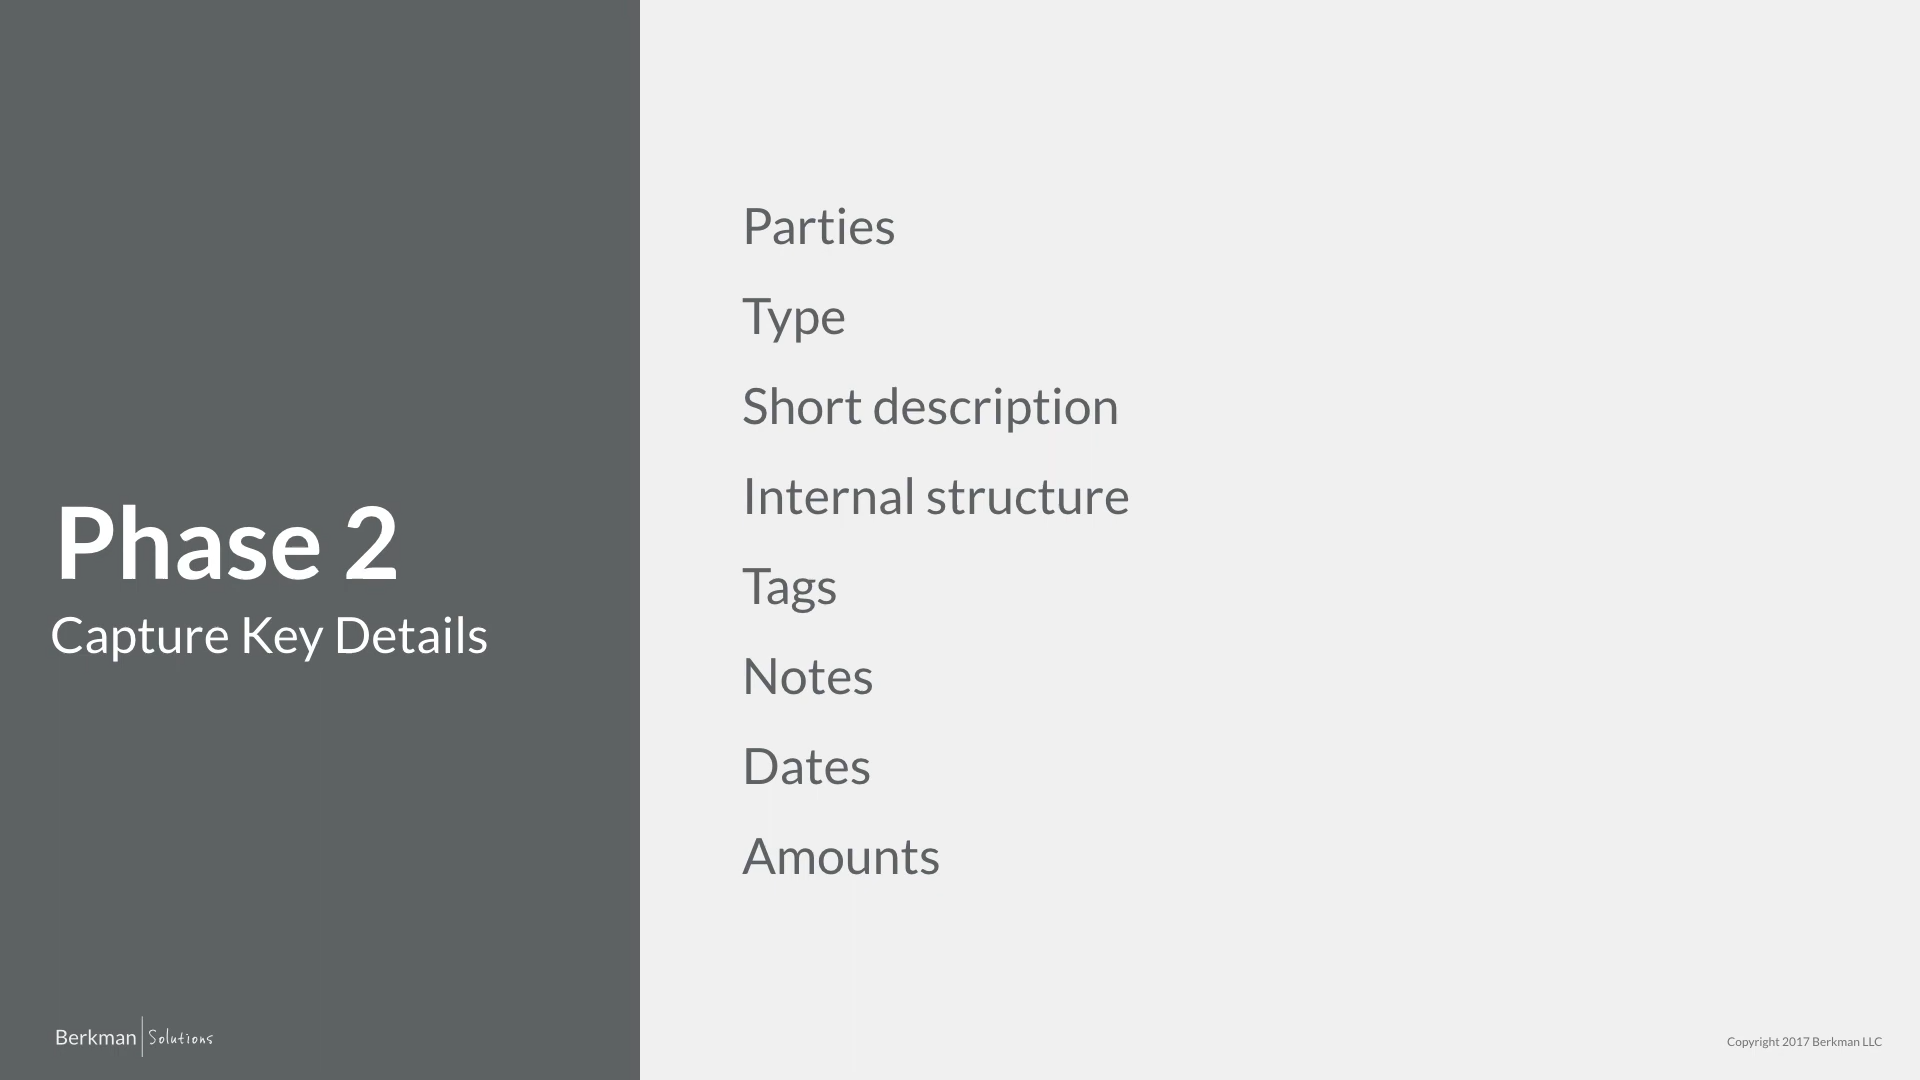 Phase 2
Capture Key Details
Parties
Type
Short description
Internal structure
Tags
Notes
Dates
Amounts
Berkman Solutions
Copyright 2017 Berkman LLC